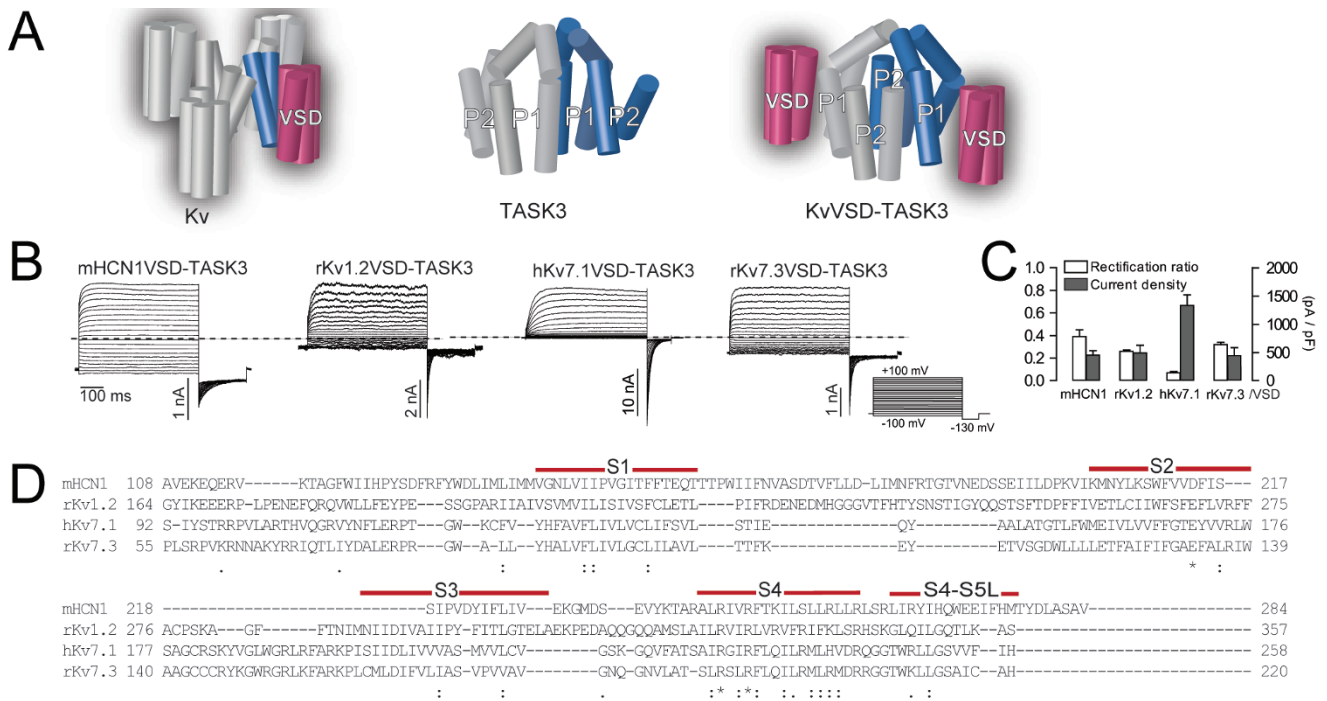 A
VSD
Kv
P2 P1 P1 P2
TASK3
VSD P1 P2 P2 P1 VSD
KvVSD-TASK3
B
mHCN1VSD-TASK3
rKv1.2VSD-TASK3
hKv7.1VSD-TASK3
rKv7.3VSD-TASK3
100 ms
1 nA
2 nA
10 nA
1 nA
+100 mV
-100 mV
-130 mV
C
Rectification ratio
Current density
1.0 2000
0.8 1500
0.6 1000
0.4 500
0.2
0.0 0
(pA / pF)
mHCN1 rKv1.2 hKv7.1 rKv7.3 /VSD
D
S1 S2
mHCN1 108 AVEKEQERV-----KTAGFWIIHPYSDFRFYWDLIMLIMMVGNLVIIPVGITFFTEQTTTPWIIFNVASDTVFLLD-LIMNFRTGTVNEDSSEIILDPKVIKMNYLKSWFVVDFIS--- 217
rKv1.2 164 GYIKEEERP-LPENEFQRQVWLLFEYPE---SSGPARIIAIVSVMVILISIVSFCLETL--PIFRDENEDMHGGGVTFHTYSNSTIGYQQSTSFTDPFFIVETLCIIWFSFEFLVRFF 275
hKv7.1 92 S-IYSTRRPVLARTHVQGRVYNFLERPT---GW--KCFV-YHFAVFLIVLVCLIFSVL---STIE-----------QY--------AALATGTLFWMEIVLVVFFGTEYVVRLW 176
rKv7.3 55 PLSRPVKRNNAKYRRIQTLIYDALERPR---GW--A-LL-YHALVFLIVLGCLILAVL---TTFK-----------EY--------ETVSGDWLLLLETFAIFIFGAEFALRIW 139
. . : : :: : * :
S3 S4 S4-S5L
mHCN1 218 --------------------SIPVDYIFLIV---EKGMDS--EVYKTARALRIVRFTKILSLLRLLRLSRLIRYIHQWEEIFHMTYDLASAV----------- 284
rKv1.2 276 ACPSKA--GF----FTNIMNIIDIVAIIPY-FITLGTELAEKPEDAQQGQQAMSLAILRVIRLVRVFRIFKLSRHSKGLQILGQTLK-AS------------------ 357
hKv7.1 177 SAGCRSKYVGLWGRLRFARKPISIIDLIVVVAS-MVVLCV-----GSK-GQVFATSAIRGIRFLQILRMLHVDRQGGTWRLLGSVVF-IH------------------ 258
rKv7.3 140 AAGCCCRYKGWRGRLKFARKPLCMLDIFVLIAS-VPVVAV-----GNQ-GNVLAT-SLRSLRFLQILRMLRMDRRGGTWKLLGSAIC-AH------------------ 220
: : . :* :* : :. :::: . :